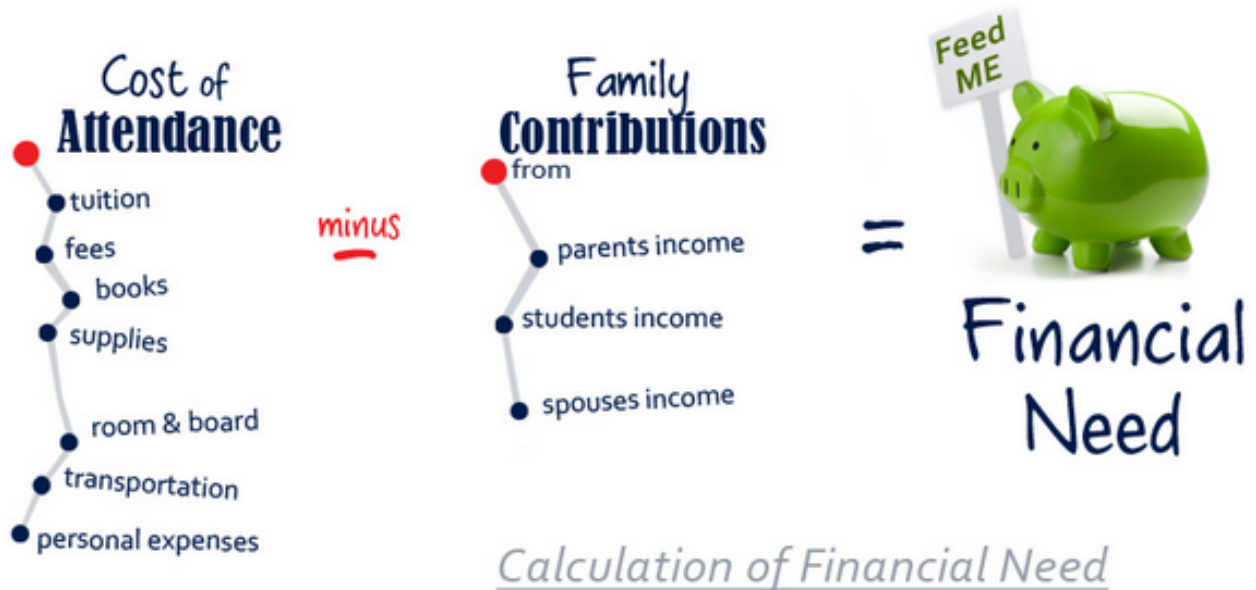 Cost of
Attendance
tuition
fees
books
supplies
room & board
transportation
personal expenses
minus
Family
Contributions
from
parents income
students income
spouses income
=
Feed
ME
Financial
Need
Calculation of Financial Need